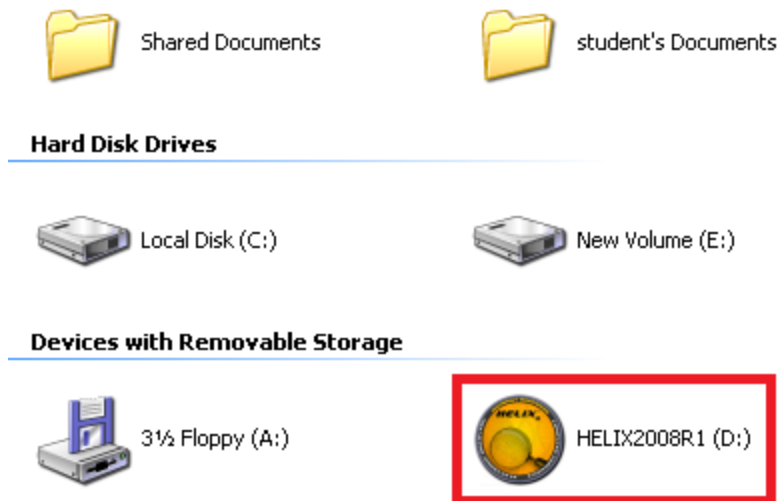 Shared Documents
student's Documents
Hard Disk Drives
Local Disk (C:)
New Volume (E:)
Devices with Removable Storage
3½ Floppy (A:)
HELIX
HELIX2008R1 (D:)